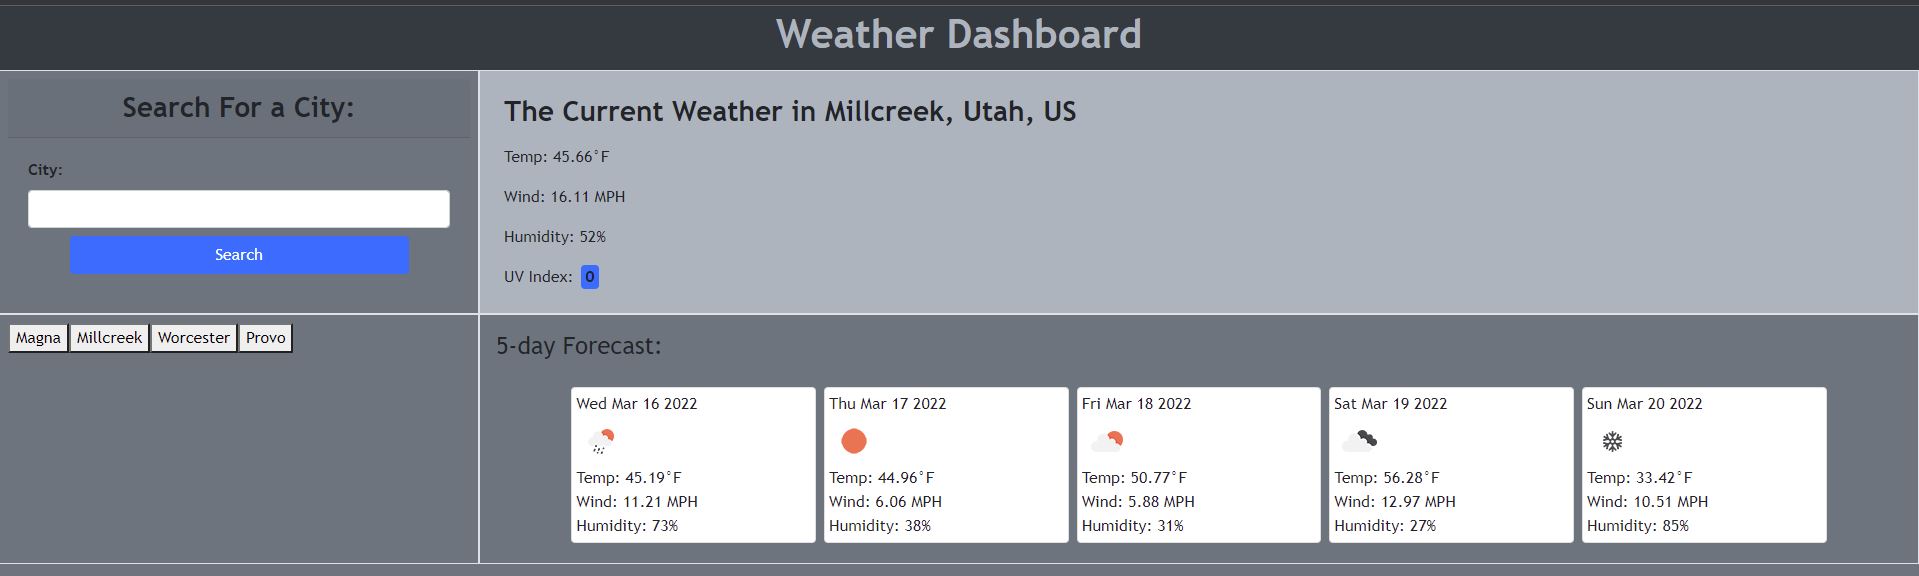 Weather Dashboard
Search For a City:
City:
Search
Magna Millcreek Worcester Provo
The Current Weather in Millcreek, Utah, US
Temp: 45.66°F
Wind: 16.11 MPH
Humidity: 52%
UV Index: 0
5-day Forecast:
Wed Mar 16 2022
Temp: 45.19°F
Wind: 11.21 MPH
Humidity: 73%
Thu Mar 17 2022
Temp: 44.96°F
Wind: 6.06 MPH
Humidity: 38%
Fri Mar 18 2022
Temp: 50.77°F
Wind: 5.88 MPH
Humidity: 31%
Sat Mar 19 2022
Temp: 56.28°F
Wind: 12.97 MPH
Humidity: 27%
Sun Mar 20 2022
Temp: 33.42°F
Wind: 10.51 MPH
Humidity: 85%